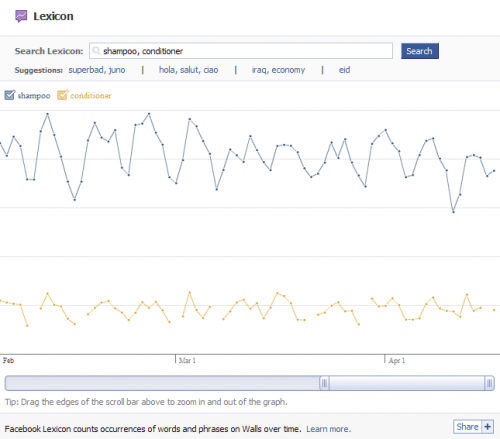 Lexicon
Search Lexicon: shampoo, conditioner Search
Suggestions: superbad, juno | hola, salut, ciao | iraq, economy | eid
shampoo conditioner
Feb Mar 1 Apr 1
Tip: Drag the edges of the scroll bar above to zoom in and out of the graph.
Facebook Lexicon counts occurrences of words and phrases on Walls over time. Learn more. Share +